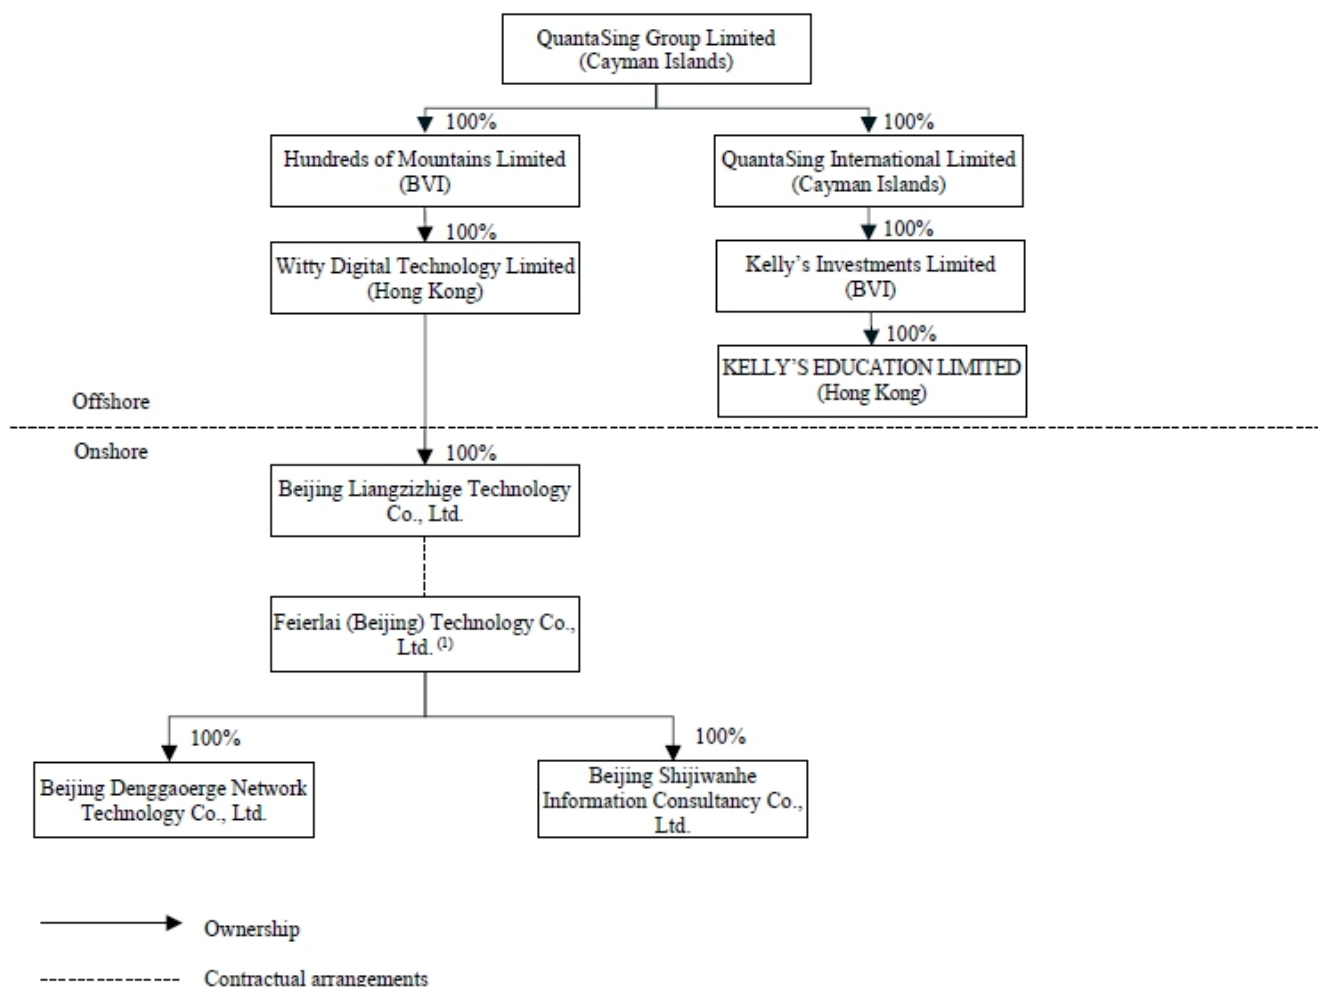 QuantaSing Group Limited
(Cayman Islands)
100%
100%
Hundreds of Mountains Limited
(BVI)
QuantaSing International Limited
(Cayman Islands)
100%
100%
Witty Digital Technology Limited
(Hong Kong)
Kelly’s Investments Limited
(BVI)
100%
KELLY’S EDUCATION LIMITED
(Hong Kong)
Offshore
Onshore
100%
Beijing Liangzizhige Technology
Co., Ltd.
Feierlai (Beijing) Technology Co.,
Ltd. (1)
100%
100%
Beijing Denggaoerge Network
Technology Co., Ltd.
Beijing Shijiwanhe
Information Consultancy Co.,
Ltd.
Ownership
Contractual arrangements